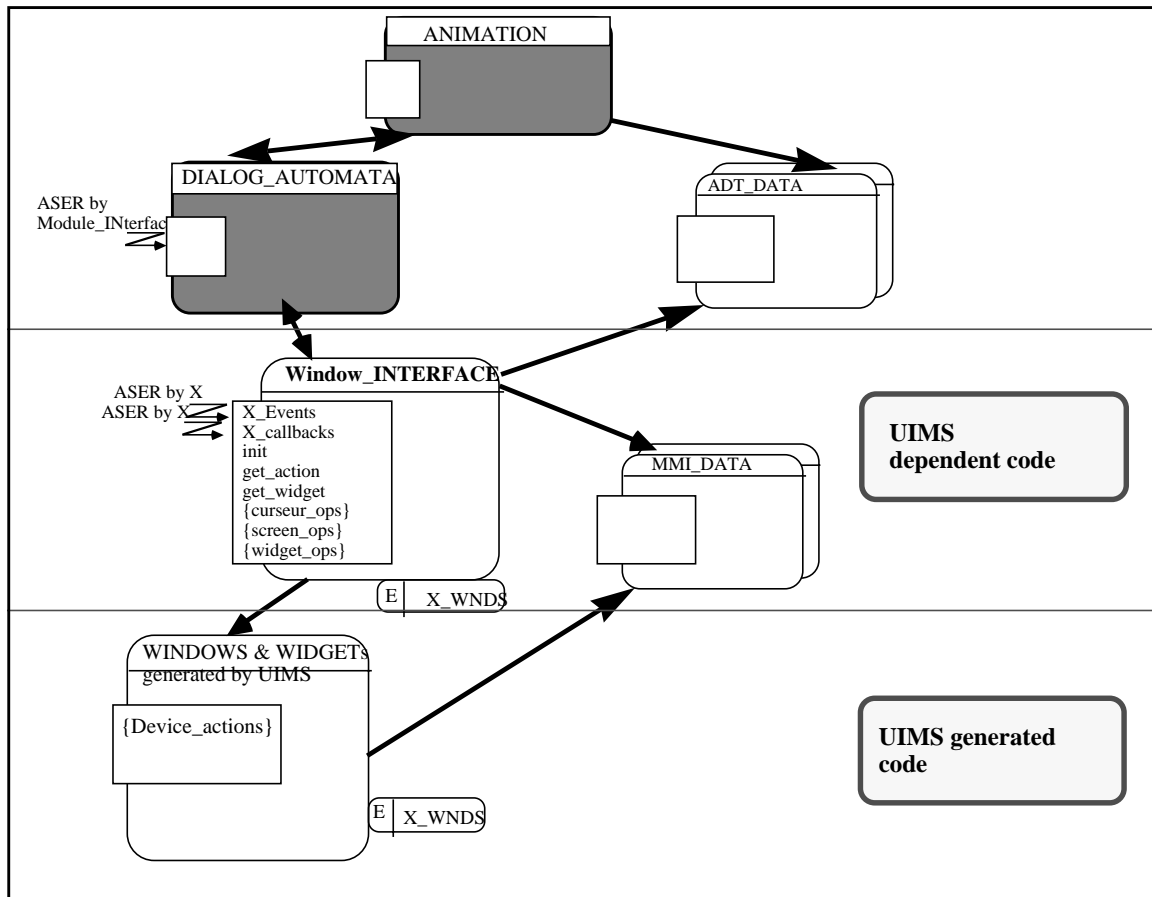 ANIMATION
DIALOG_AUTOMATA
ADT_DATA
ASER by
Module_INterfac
Window_INTERFACE
ASER by X
ASER by X
X_Events
X_callbacks
init
get_action
get_widget
{curseur_ops}
{screen_ops}
{widget_ops}
MMI_DATA
UIMS
dependent code
E X_WNDS
WINDOWS & WIDGETs
generated by UIMS
{Device_actions}
UIMS generated
code
E X_WNDS